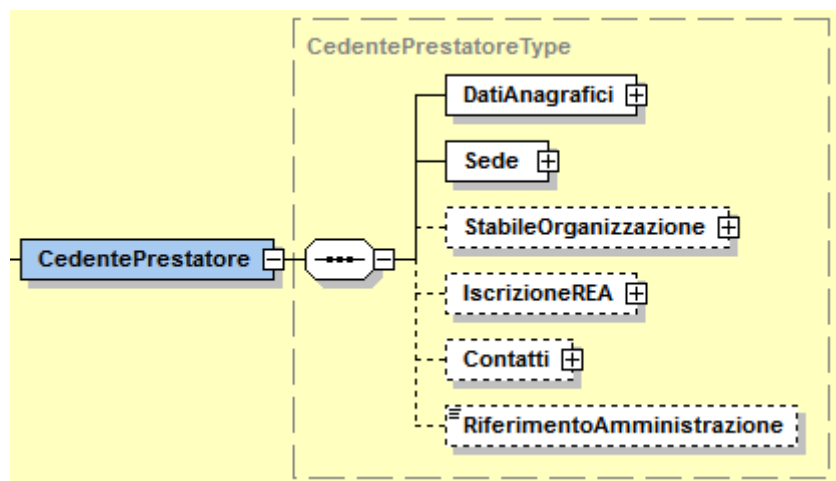 CedentePrestatoreType
DatiAnagrafici
Sede
StabileOrganizzazione
CedentePrestatore
IscrizioneREA
Contatti
RiferimentoAmministrazione